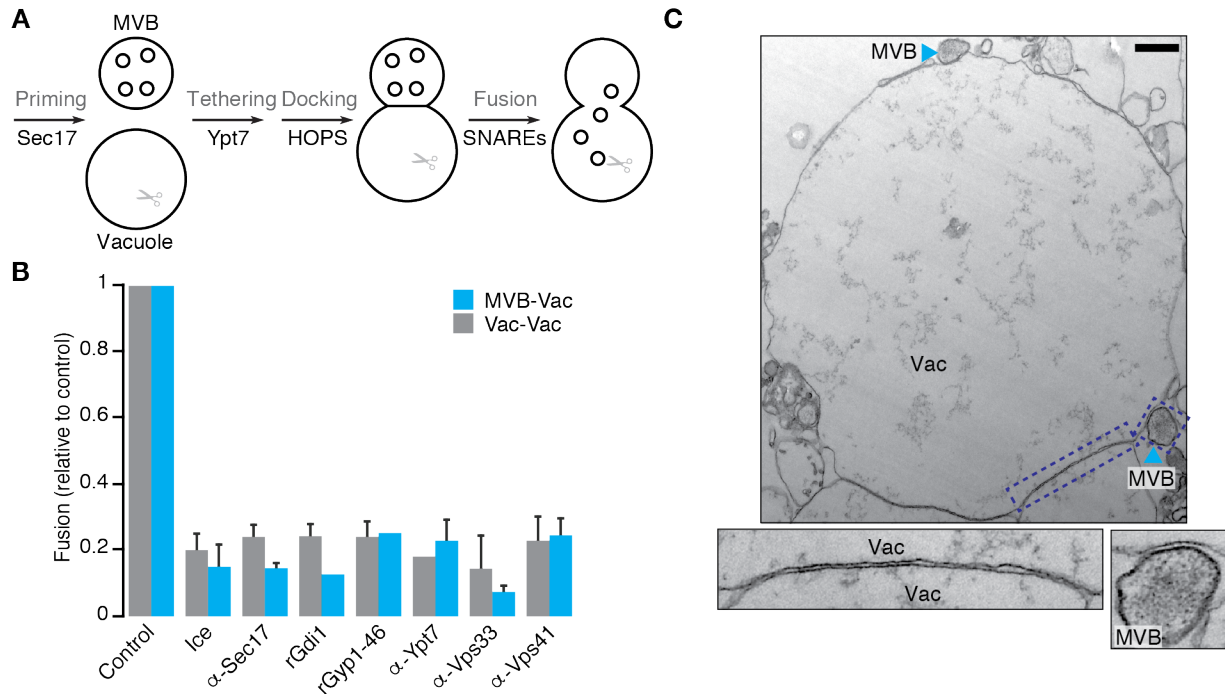 A
MVB
Priming
Sec17
Tethering
Ypt7
Docking
HOPS
Fusion
SNAREs
Vacuole
B
Fusion (relative to control)
1
0.8
0.6
0.4
0.2
0
MVB-Vac
Vac-Vac
Control
Ice
α-Sec17
rGdi1
rGyp1-46
α-Ypt7
α-Vps33
α-Vps41
C
MVB
Vac
MVB
Vac
Vac
MVB